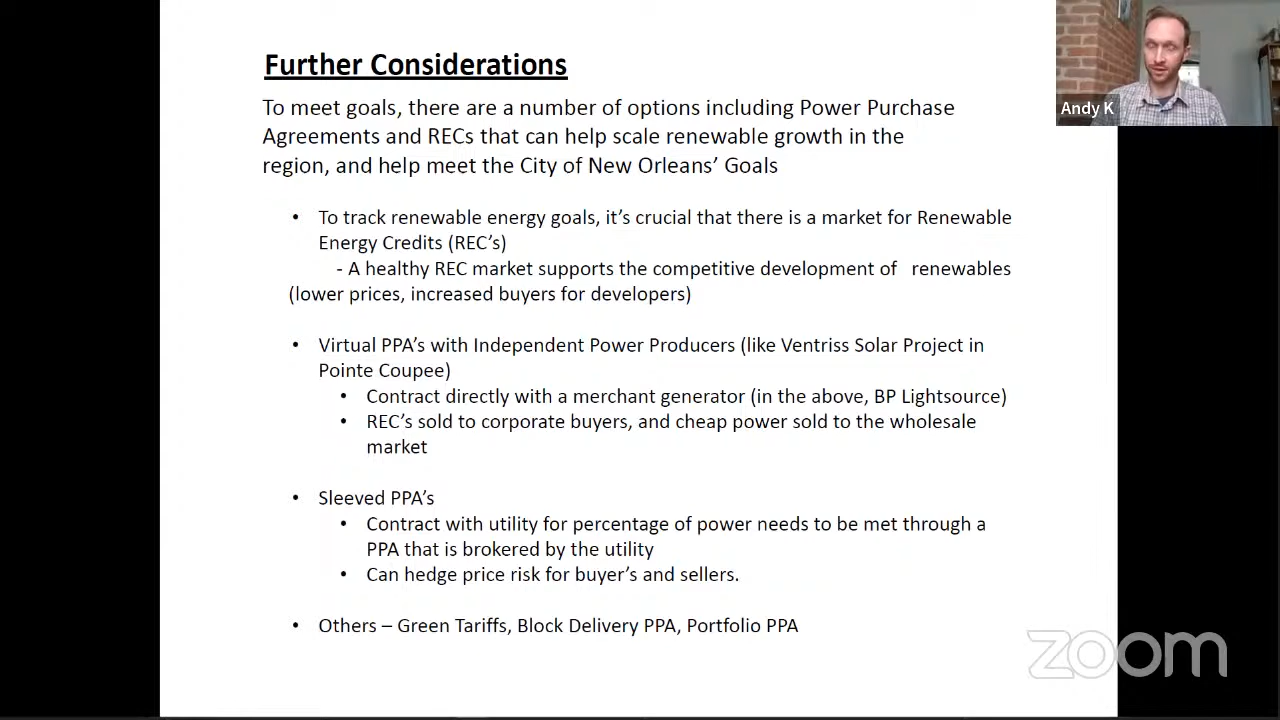 Further Considerations
To meet goals, there are a number of options including Power Purchase
Agreements and RECs that can help scale renewable growth in the
region, and help meet the City of New Orleans’ Goals
• To track renewable energy goals, it’s crucial that there is a market for Renewable
Energy Credits (REC’s)
- A healthy REC market supports the competitive development of renewables
(lower prices, increased buyers for developers)
• Virtual PPA’s with Independent Power Producers (like Ventriss Solar Project in
Pointe Coupee)
• Contract directly with a merchant generator (in the above, BP Lightsource)
• REC’s sold to corporate buyers, and cheap power sold to the wholesale
market
• Sleeved PPA’s
• Contract with utility for percentage of power needs to be met through a
PPA that is brokered by the utility
• Can hedge price risk for buyer’s and sellers.
• Others – Green Tariffs, Block Delivery PPA, Portfolio PPA
Andy K
zoom